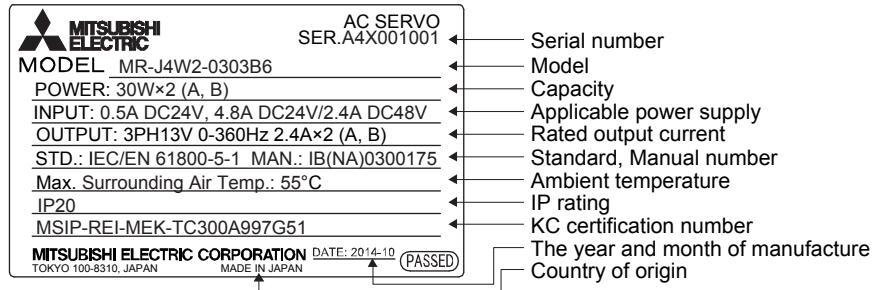 MITSUBISHI
ELECTRIC
AC SERVO
SER.A4X001001
Serial number
MODEL MR-J4W2-0303B6
Model
POWER: 30W×2 (A, B)
Capacity
INPUT: 0.5A DC24V, 4.8A DC24V/2.4A DC48V
Applicable power supply
OUTPUT: 3PH13V 0-360Hz 2.4A×2 (A, B)
Rated output current
STD.: IEC/EN 61800-5-1 MAN.: IB(NA)0300175
Standard, Manual number
Max. Surrounding Air Temp.: 55°C
Ambient temperature
IP20
IP rating
MSIP-REI-MEK-TC300A997G51
KC certification number
MITSUBISHI ELECTRIC CORPORATION DATE: 2014-10
The year and month of manufacture
TOKYO 100-8310, JAPAN MADE IN JAPAN PASSED
Country of origin